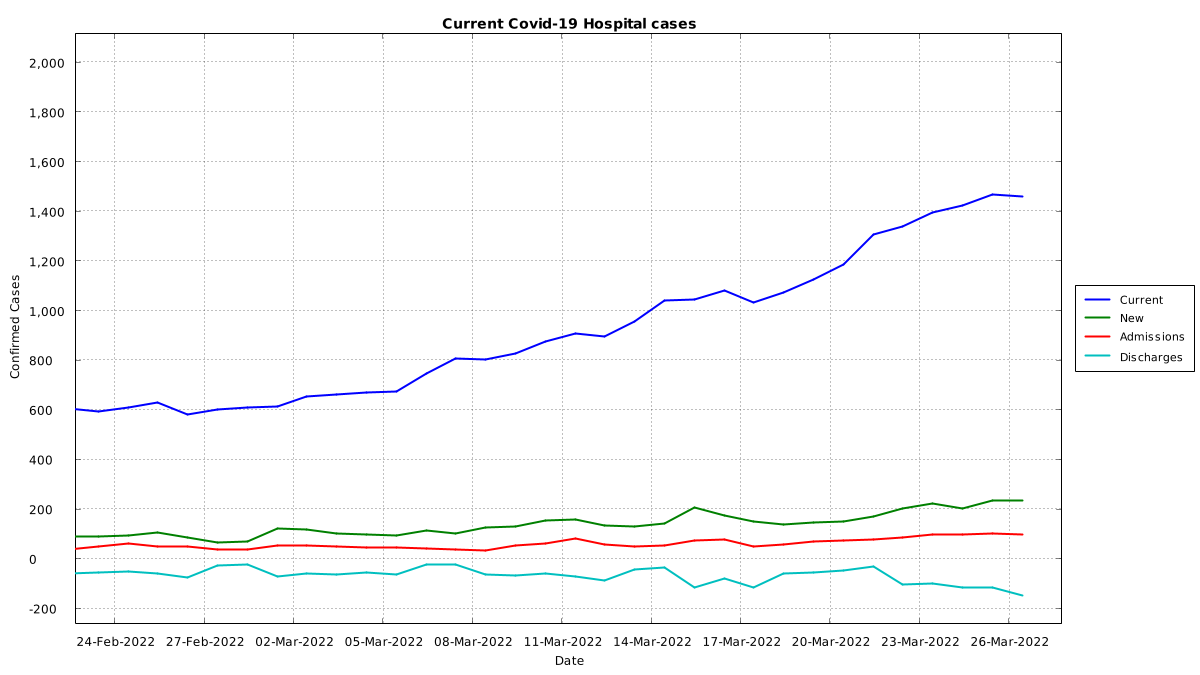 Current Covid-19 Hospital cases
2,000
1,800
1,600
1,400
1,200
1,000
800
600
400
200
0
-200
Confirmed Cases
24-Feb-2022 27-Feb-2022 02-Mar-2022 05-Mar-2022 08-Mar-2022 11-Mar-2022 14-Mar-2022 17-Mar-2022 20-Mar-2022 23-Mar-2022 26-Mar-2022
Date
Current
New
Admissions
Discharges